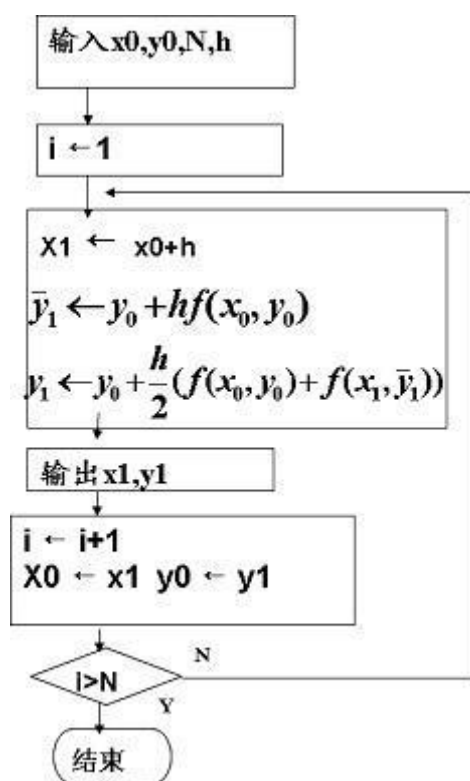 输入x0,y0,N,h
i ←1
X1 ← x0+h
ȳ₁ ← y₀ + hf(x₀, y₀)
y₁ ← y₀ + h/2 (f(x₀, y₀) + f(x₁, ȳ₁))
输出x1,y1
i ← i+1
X0 ← x1 y0 ← y1
N
i>N
Y
结束